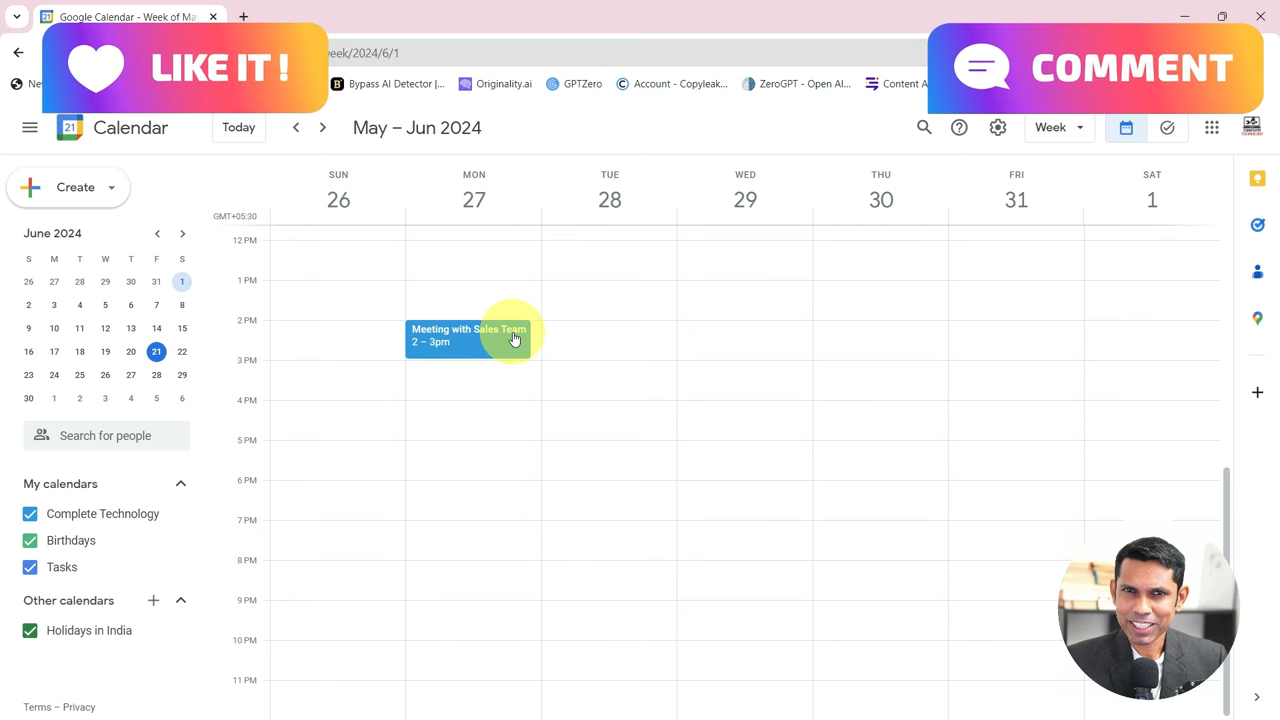 Google Calendar - Week of Ma
LIKE IT !
week/2024/6/1
COMMENT
Bypass AI Detector |...
Originality.ai
GPTZero
Account - Copyleak...
ZeroGPT - Open AI...
Content A
21
Calendar
Today
May – Jun 2024
Week
Create
SUN MON TUE WED THU FRI SAT
26 27 28 29 30 31 1
GMT+05:30
June 2024
S M T W T F S
26 27 28 29 30 31 1
2 3 4 5 6 7 8
9 10 11 12 13 14 15
16 17 18 19 20 21 22
23 24 25 26 27 28 29
30 1 2 3 4 5 6
Search for people
My calendars
Complete Technology
Birthdays
Tasks
Other calendars
Holidays in India
Terms – Privacy
12 PM
1 PM
2 PM
Meeting with Sales Team
2 – 3pm
3 PM
4 PM
5 PM
6 PM
7 PM
8 PM
9 PM
10 PM
11 PM